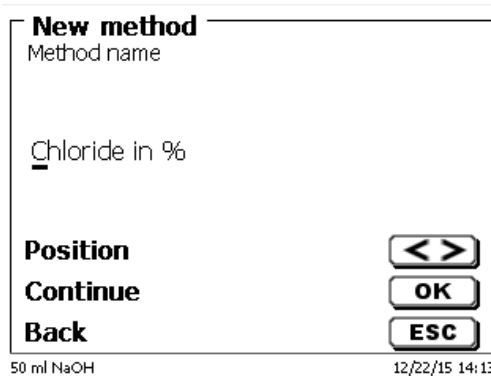 New method
Method name
Chloride in %
Position < >
Continue OK
Back ESC
50 ml NaOH 12/22/15 14:13